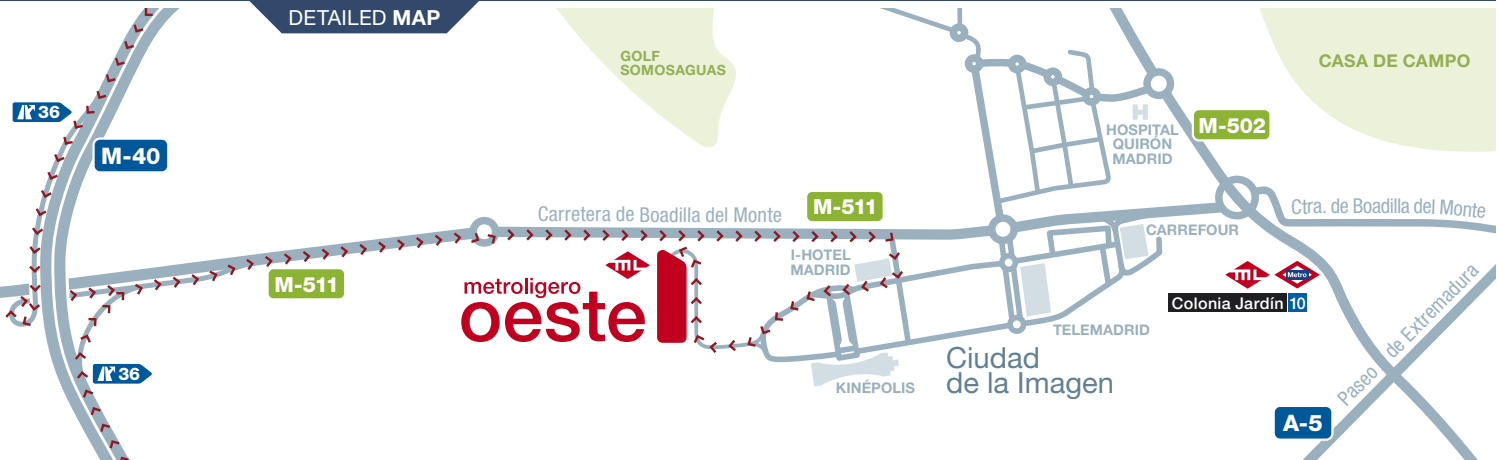 DETAILED MAP
GOLF
SOMOSAGUAS
CASA DE CAMPO
36
M-40
H
HOSPITAL
QUIRÓN
MADRID
M-502
Carretera de Boadilla del Monte
M-511
Ctra. de Boadilla del Monte
CARREFOUR
I-HOTEL
MADRID
ML
metroligero
oeste
M-511
ML
Metro
Colonia Jardín 10
TELEMADRID
Ciudad
de la Imagen
KINÉPOLIS
36
Paseo de Extremadura
A-5